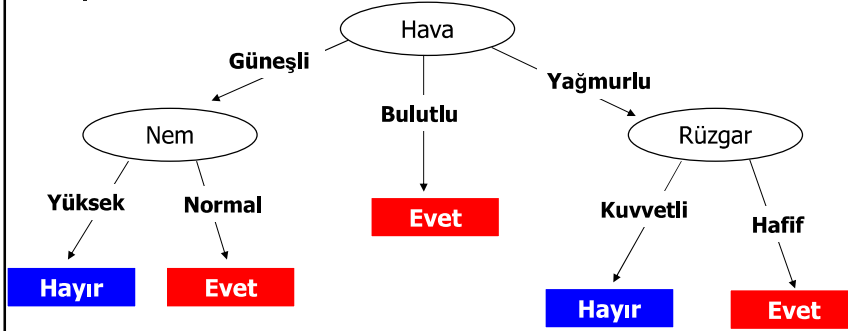 Hava
Güneşli
Yağmurlu
Bulutlu
Nem
Rüzgar
Yüksek
Normal
Evet
Kuvvetli
Hafif
Hayır
Evet
Hayır
Evet